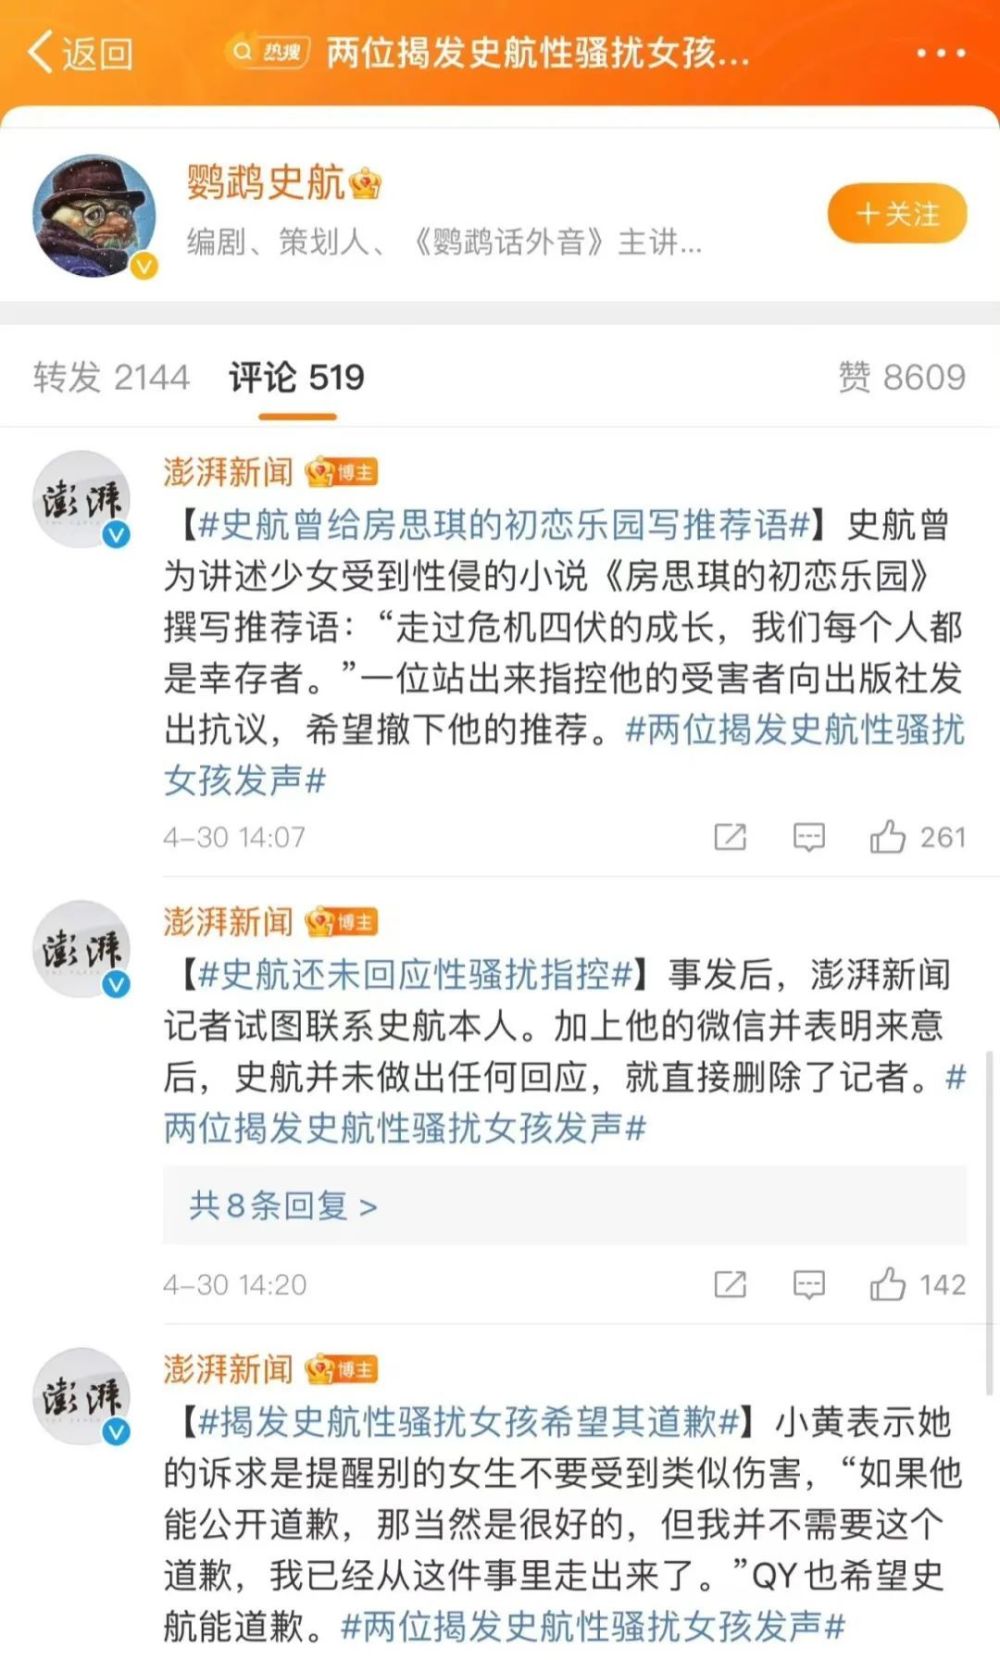 返回 热搜 两位揭发史航性骚扰女孩...
鹦鹉史航
编剧、策划人、《鹦鹉话外音》主讲...
+关注
转发 2144 评论 519 赞 8609
澎湃新闻 博主
【#史航曾给房思琪的初恋乐园写推荐语#】史航曾
为讲述少女受到性侵的小说《房思琪的初恋乐园》
撰写推荐语：“走过危机四伏的成长，我们每个人都
是幸存者。”一位站出来指控他的受害者向出版社发
出抗议，希望撤下他的推荐。#两位揭发史航性骚扰
女孩发声#
4-30 14:07 261
澎湃
澎湃新闻 博主
【#史航还未回应性骚扰指控#】事发后，澎湃新闻
记者试图联系史航本人。加上他的微信并表明来意
后，史航并未做出任何回应，就直接删除了记者。#
两位揭发史航性骚扰女孩发声#
共8条回复 >
4-30 14:20 142
澎湃
澎湃新闻 博主
【#揭发史航性骚扰女孩希望其道歉#】小黄表示她
的诉求是提醒别的女生不要受到类似伤害，“如果他
能公开道歉，那当然是很好的，但我并不需要这个
道歉，我已经从这件事里走出来了。”QY也希望史
航能道歉。#两位揭发史航性骚扰女孩发声#
澎湃